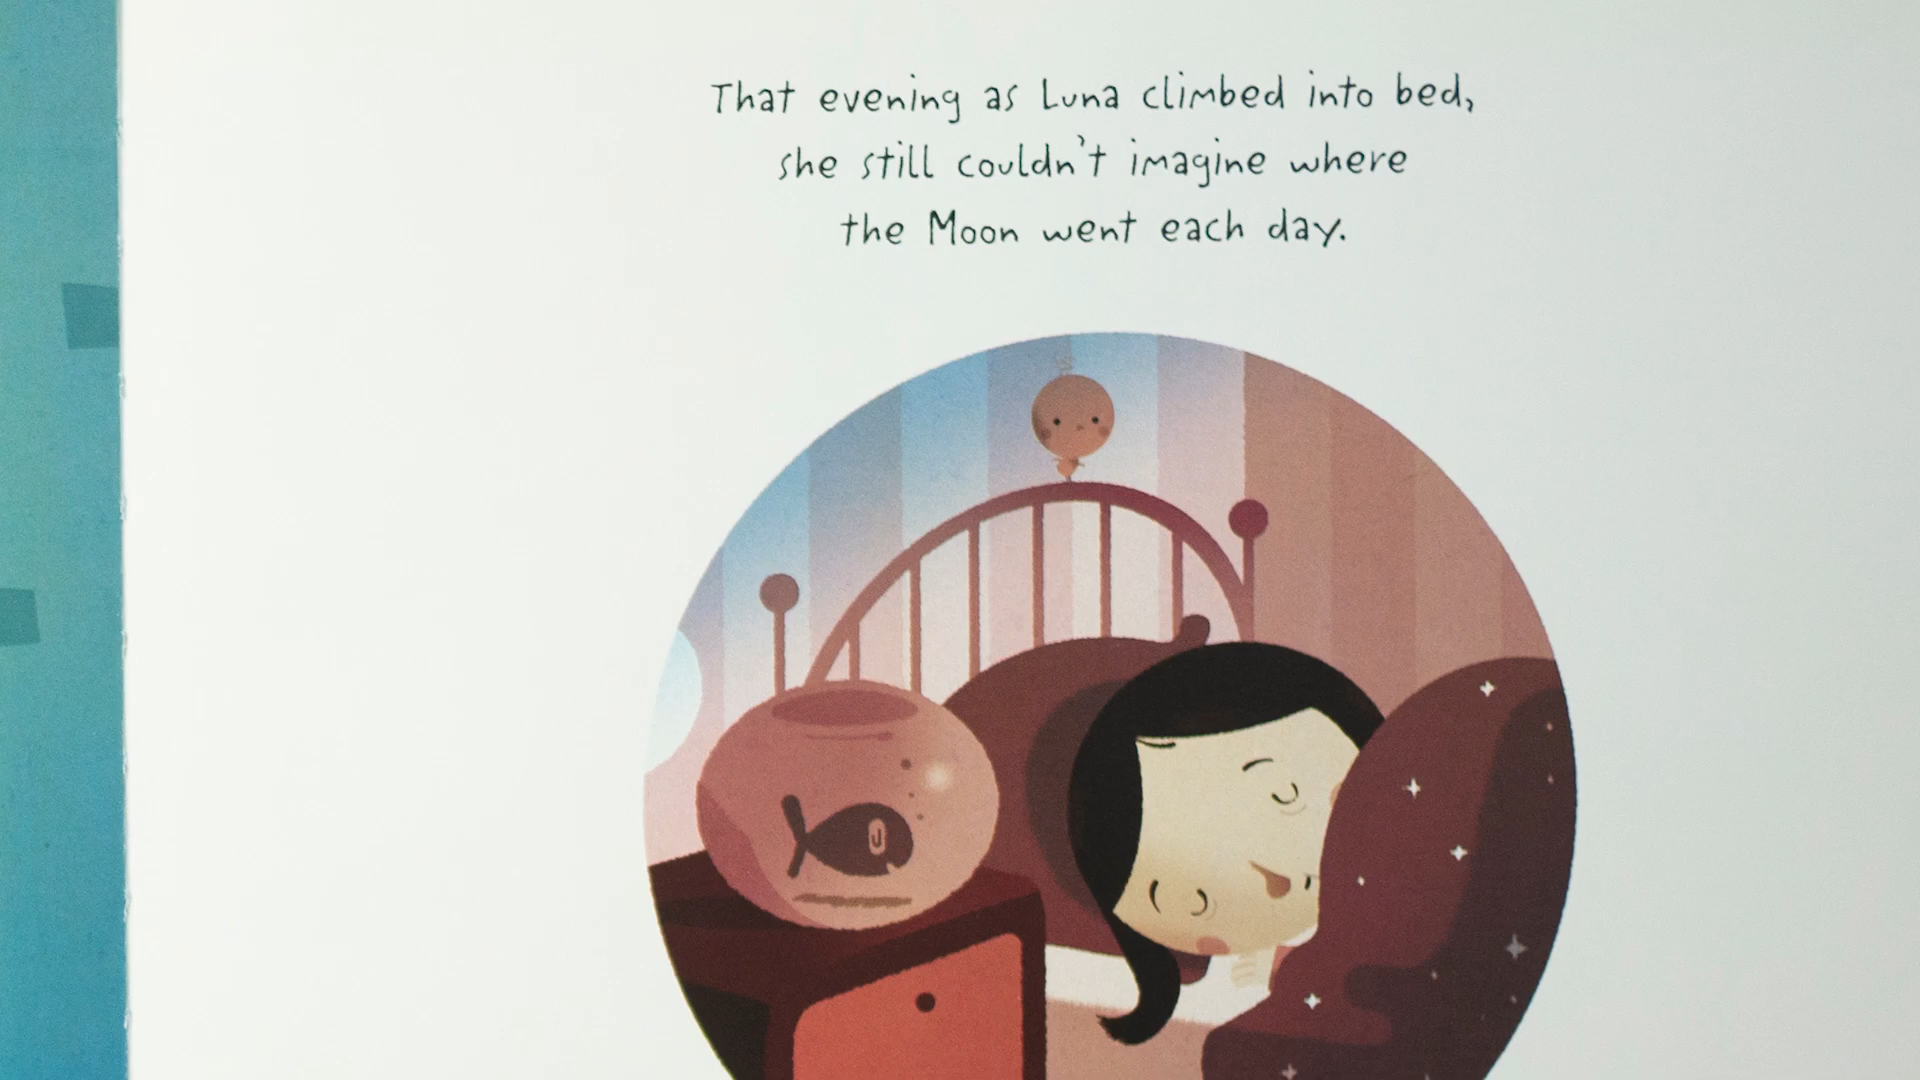 That evening as Luna climbed into bed,
she still couldn't imagine where
the Moon went each day.